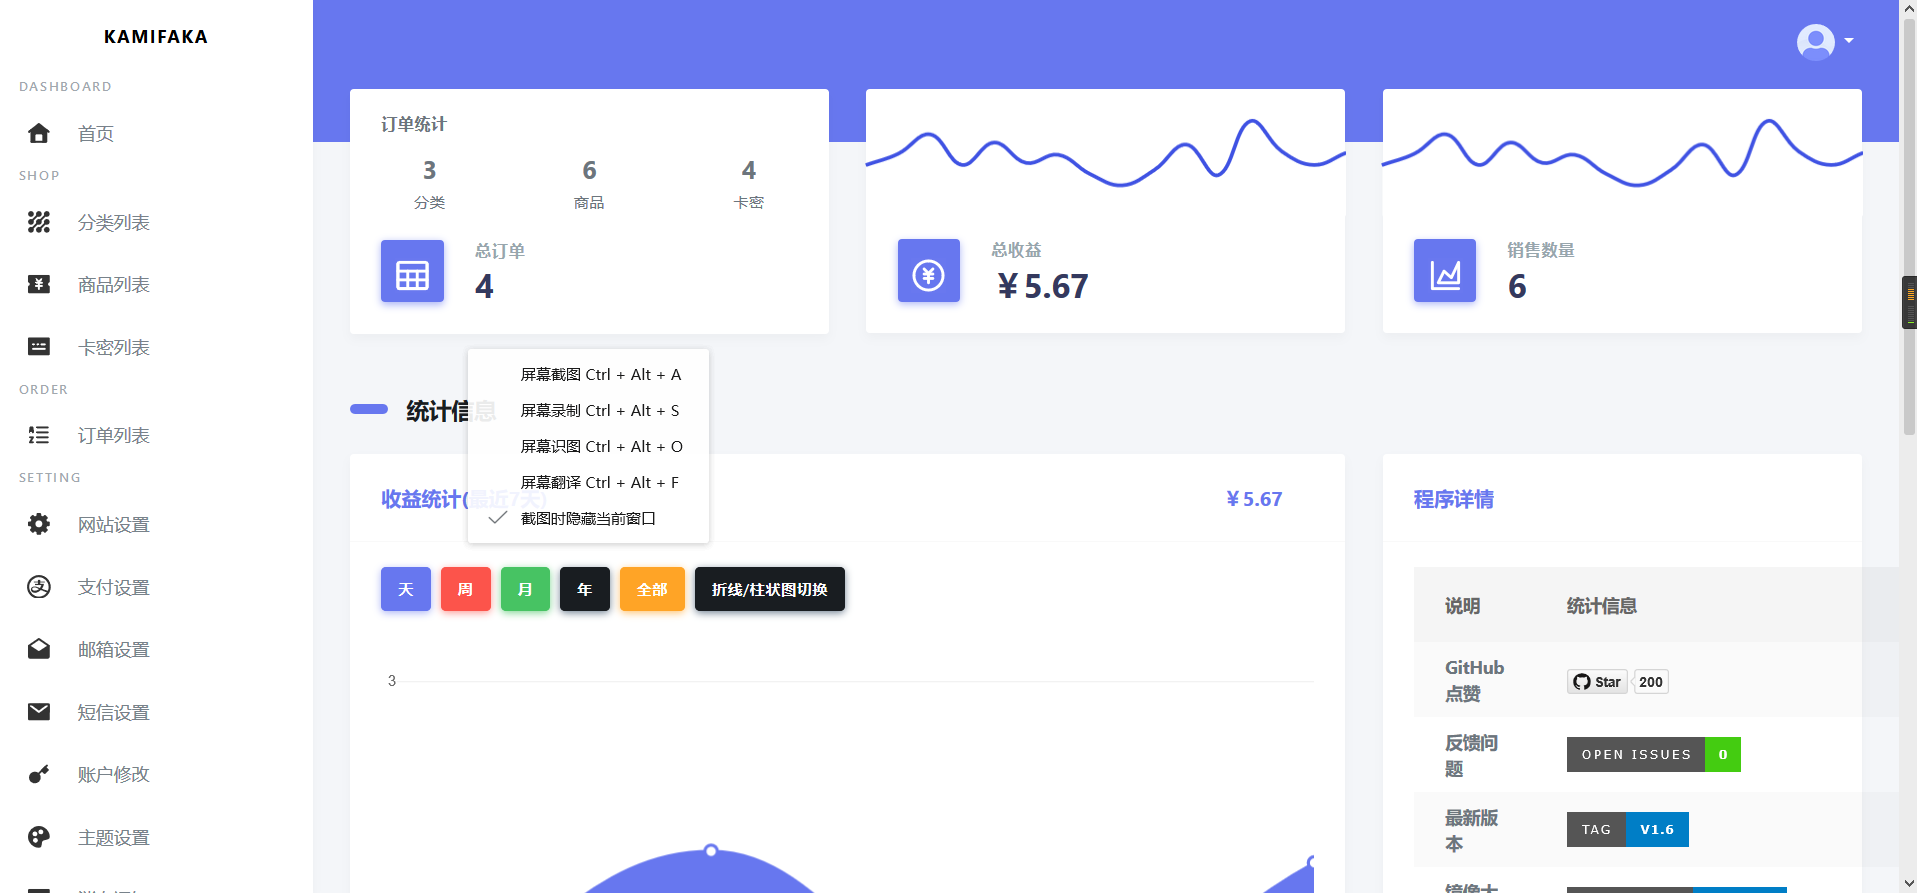 KAMIFAKA
DASHBOARD
首页
SHOP
分类列表
商品列表
卡密列表
ORDER
订单列表
SETTING
网站设置
支付设置
邮箱设置
短信设置
账户修改
主题设置
订单统计
3
6
4
分类
商品
卡密
总订单
4
总收益
¥5.67
销售数量
6
屏幕截图 Ctrl + Alt + A
屏幕录制 Ctrl + Alt + S
屏幕识图 Ctrl + Alt + O
屏幕翻译 Ctrl + Alt + F
截图时隐藏当前窗口
统计信息
收益统计(最近7天)
¥5.67
天
周
月
年
全部
折线/柱状图切换
3
程序详情
说明
统计信息
GitHub
点赞
Star
200
反馈问
题
OPEN ISSUES
0
最新版
本
TAG
V1.6
镜像大